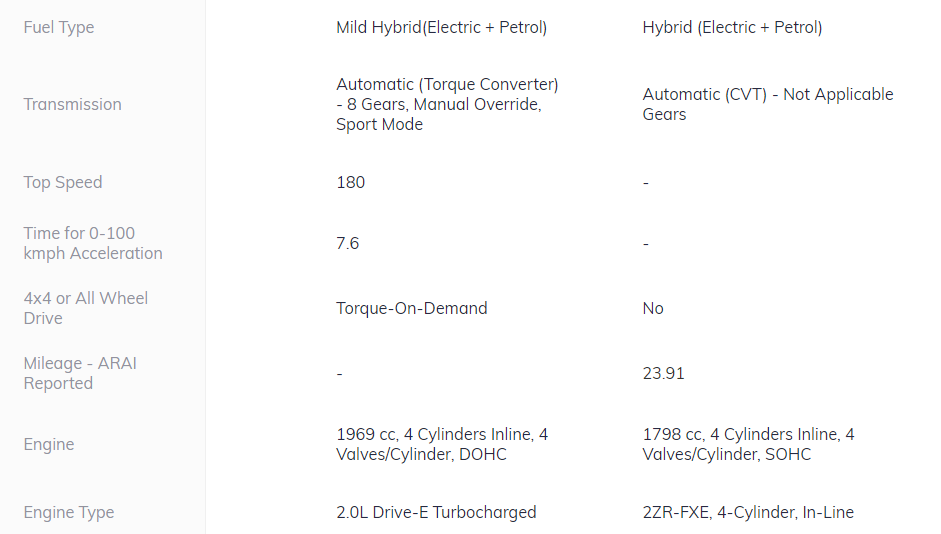 Fuel Type
Mild Hybrid(Electric + Petrol)
Hybrid (Electric + Petrol)
Transmission
Automatic (Torque Converter)
- 8 Gears, Manual Override,
Sport Mode
Automatic (CVT) - Not Applicable
Gears
Top Speed
180
-
Time for 0-100
kmph Acceleration
7.6
-
4x4 or All Wheel
Drive
Torque-On-Demand
No
Mileage - ARAI
Reported
-
23.91
Engine
1969 cc, 4 Cylinders Inline, 4
Valves/Cylinder, DOHC
1798 cc, 4 Cylinders Inline, 4
Valves/Cylinder, SOHC
Engine Type
2.0L Drive-E Turbocharged
2ZR-FXE, 4-Cylinder, In-Line